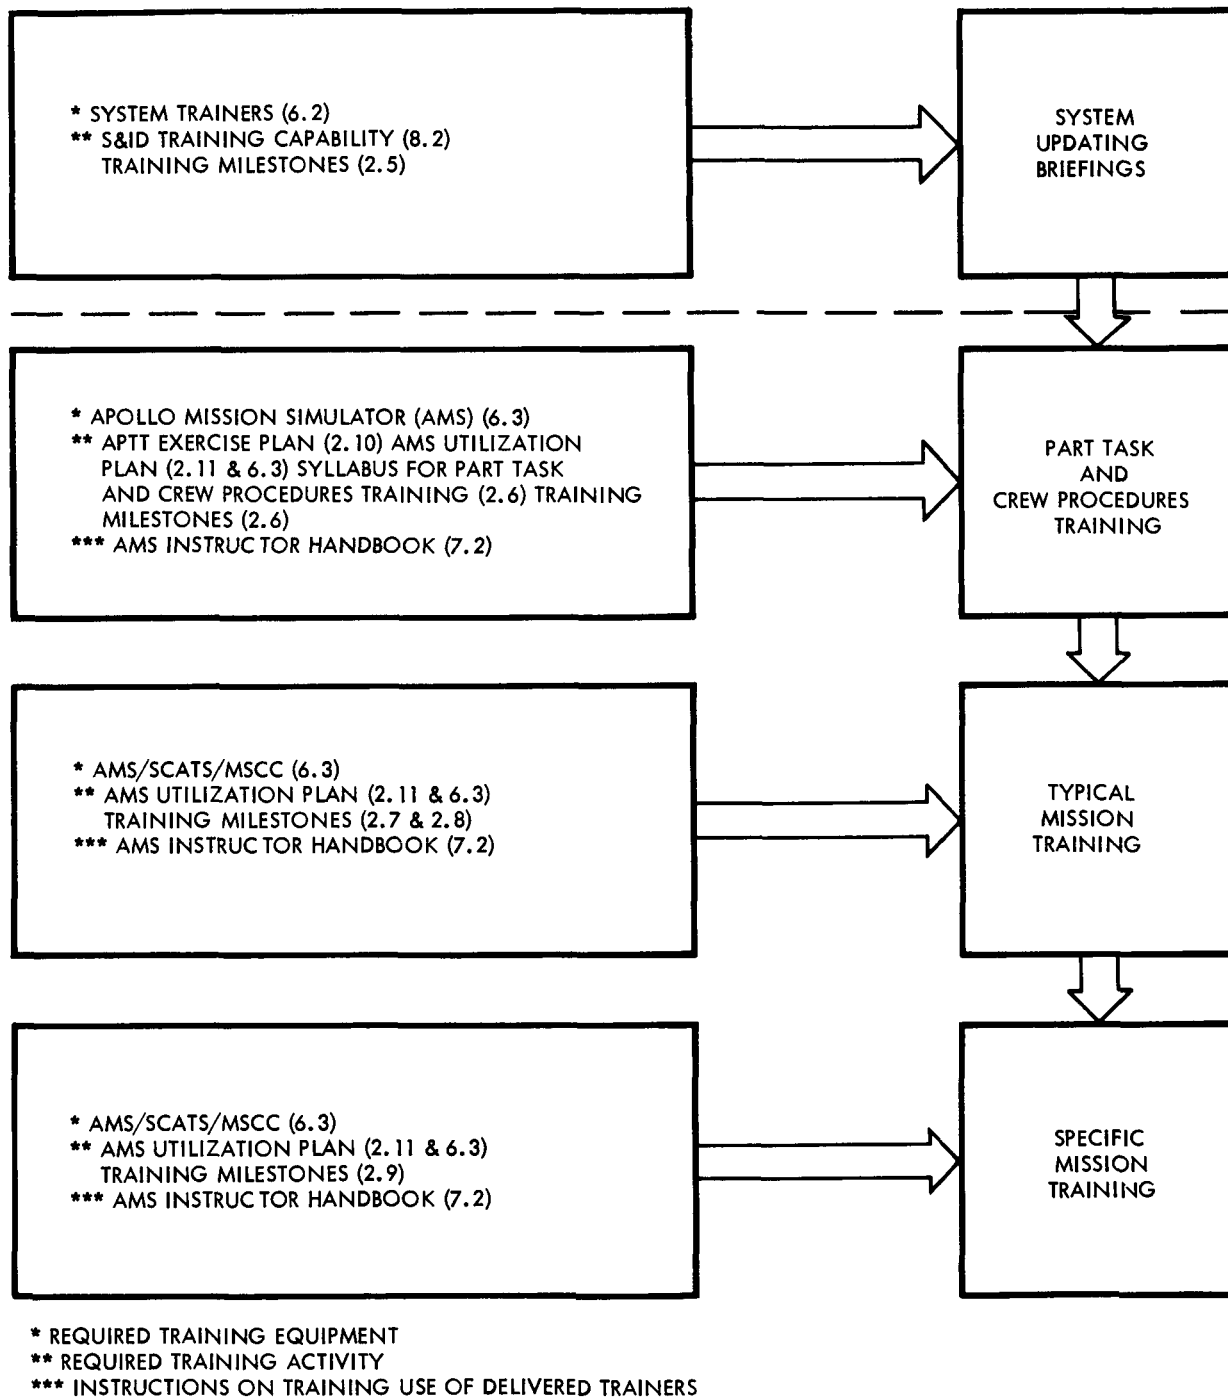 * SYSTEM TRAINERS (6.2)
** S&ID TRAINING CAPABILITY (8.2)
TRAINING MILESTONES (2.5)
SYSTEM
UPDATING
BRIEFINGS
* APOLLO MISSION SIMULATOR (AMS) (6.3)
** APTT EXERCISE PLAN (2.10) AMS UTILIZATION
PLAN (2.11 & 6.3) SYLLABUS FOR PART TASK
AND CREW PROCEDURES TRAINING (2.6) TRAINING
MILESTONES (2.6)
*** AMS INSTRUCTOR HANDBOOK (7.2)
PART TASK
AND
CREW PROCEDURES
TRAINING
* AMS/SCATS/MSCC (6.3)
** AMS UTILIZATION PLAN (2.11 & 6.3)
TRAINING MILESTONES (2.7 & 2.8)
*** AMS INSTRUCTOR HANDBOOK (7.2)
TYPICAL
MISSION
TRAINING
* AMS/SCATS/MSCC (6.3)
** AMS UTILIZATION PLAN (2.11 & 6.3)
TRAINING MILESTONES (2.9)
*** AMS INSTRUCTOR HANDBOOK (7.2)
SPECIFIC
MISSION
TRAINING
* REQUIRED TRAINING EQUIPMENT
** REQUIRED TRAINING ACTIVITY
*** INSTRUCTIONS ON TRAINING USE OF DELIVERED TRAINERS